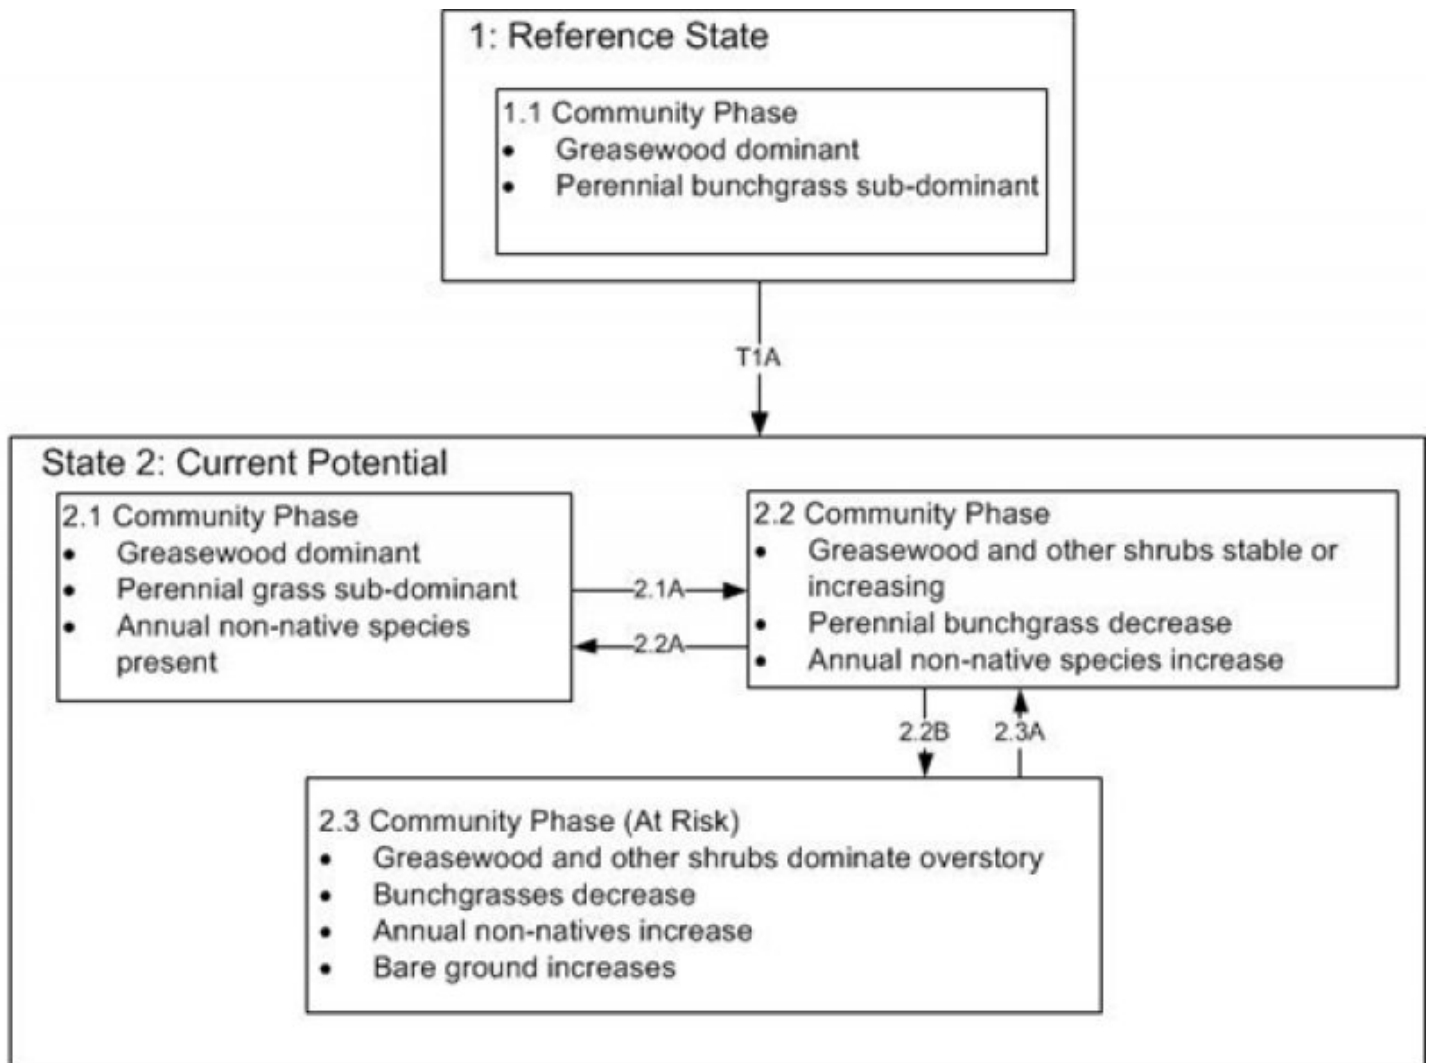 1: Reference State
1.1 Community Phase
• Greasewood dominant
• Perennial bunchgrass sub-dominant
T1A
State 2: Current Potential
2.1 Community Phase
• Greasewood dominant
• Perennial grass sub-dominant
• Annual non-native species
present
2.1A
2.2A
2.2 Community Phase
• Greasewood and other shrubs stable or
increasing
• Perennial bunchgrass decrease
• Annual non-native species increase
2.2B
2.3A
2.3 Community Phase (At Risk)
• Greasewood and other shrubs dominate overstory
• Bunchgrasses decrease
• Annual non-natives increase
• Bare ground increases